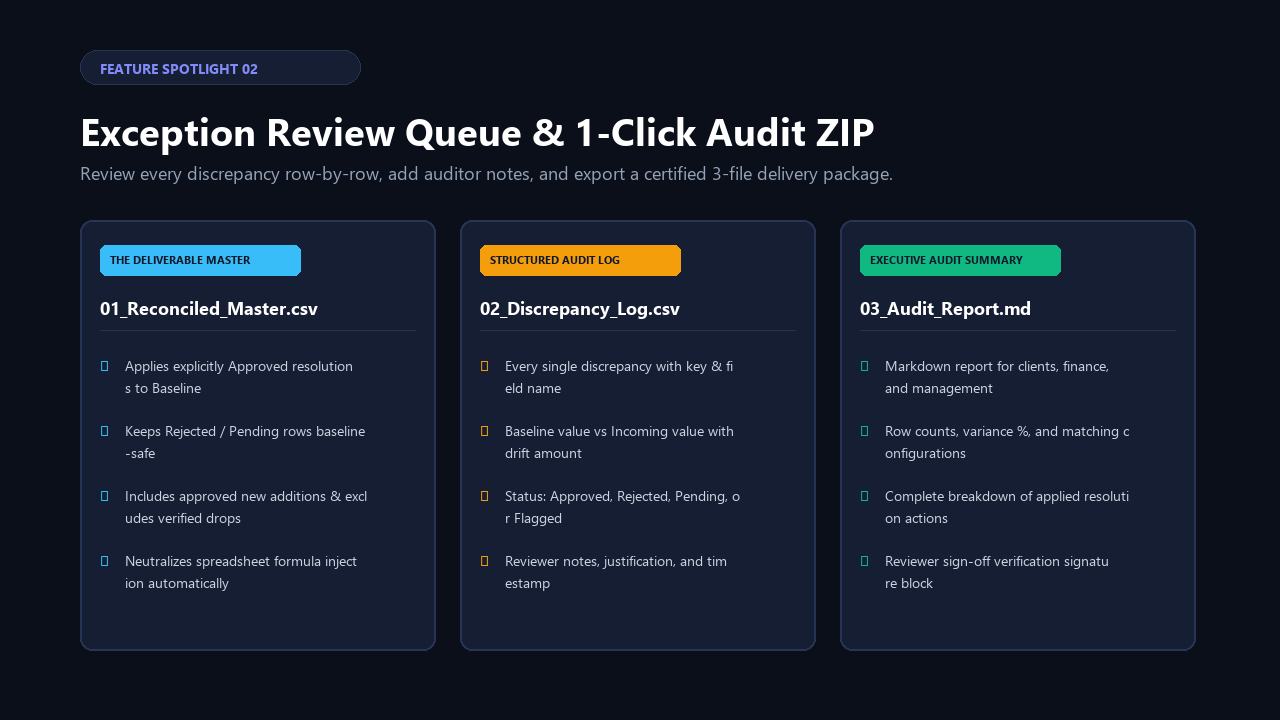 FEATURE SPOTLIGHT 02
Exception Review Queue & 1-Click Audit ZIP
Review every discrepancy row-by-row, add auditor notes, and export a certified 3-file delivery package.
THE DELIVERABLE MASTER
01_Reconciled_Master.csv
Applies explicitly Approved resolution
s to Baseline
Keeps Rejected / Pending rows baseline
-safe
Includes approved new additions & excl
udes verified drops
Neutralizes spreadsheet formula inject
ion automatically
STRUCTURED AUDIT LOG
02_Discrepancy_Log.csv
Every single discrepancy with key & fi
eld name
Baseline value vs Incoming value with
drift amount
Status: Approved, Rejected, Pending, o
r Flagged
Reviewer notes, justification, and tim
estamp
EXECUTIVE AUDIT SUMMARY
03_Audit_Report.md
Markdown report for clients, finance,
and management
Row counts, variance %, and matching c
onfigurations
Complete breakdown of applied resoluti
on actions
Reviewer sign-off verification signatu
re block